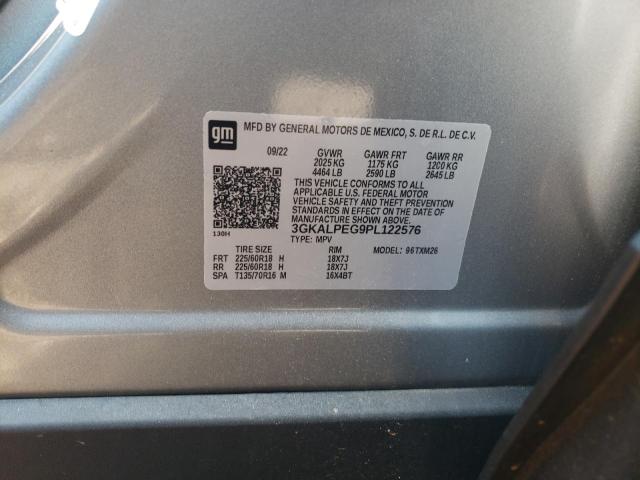 gm MFD BY GENERAL MOTORS DE MEXICO, S. DE R.L. DE C.V.
09/22 GVWR GAWR FRT GAWR RR
2025 KG 1175 KG 1200 KG
4464 LB 2590 LB 2645 LB
THIS VEHICLE CONFORMS TO ALL
APPLICABLE U.S. FEDERAL MOTOR
VEHICLE SAFETY AND THEFT PREVENTION
STANDARDS IN EFFECT ON THE DATE OF
MANUFACTURE SHOWN ABOVE.
3GKALPEG9PL122576
130H
TYPE: MPV MODEL: 96TXM26
TIRE SIZE RIM
FRT 225/60R18 H 18X7J
RR 225/60R18 H 18X7J
SPA T135/70R16 M 16X4BT